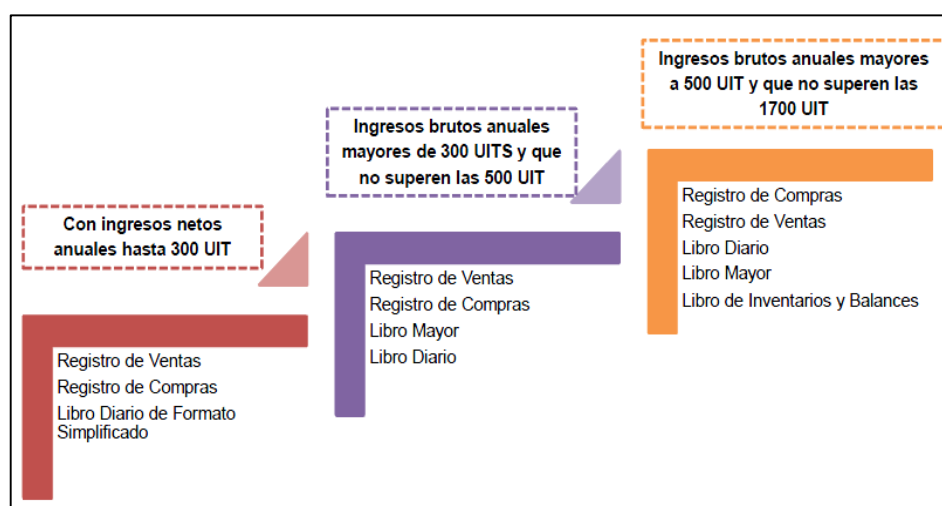 Con ingresos netos
anuales hasta 300 UIT
Registro de Ventas
Registro de Compras
Libro Diario de Formato
Simplificado
Ingresos brutos anuales
mayores de 300 UITS y que
no superen las 500 UIT
Registro de Ventas
Registro de Compras
Libro Mayor
Libro Diario
Ingresos brutos anuales mayores
a 500 UIT y que no superen las
1700 UIT
Registro de Compras
Registro de Ventas
Libro Diario
Libro Mayor
Libro de Inventarios y Balances